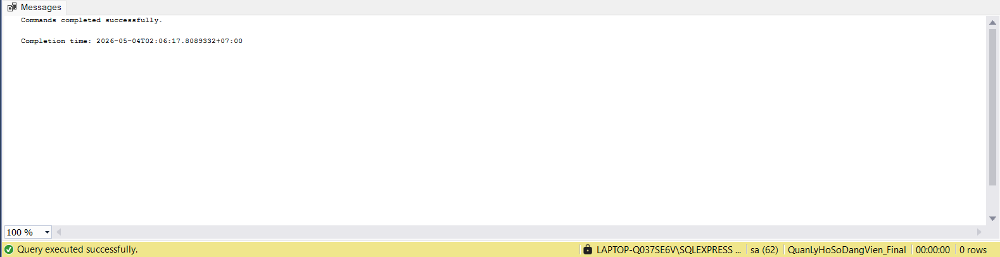 Messages
Commands completed successfully.
Completion time: 2026-05-04T02:06:17.8089332+07:00
100 %
Query executed successfully. LAPTOP-Q037SE6V\SQLEXPRESS ... sa (62) QuanLyHoSoDangVien_Final 00:00:00 0 rows